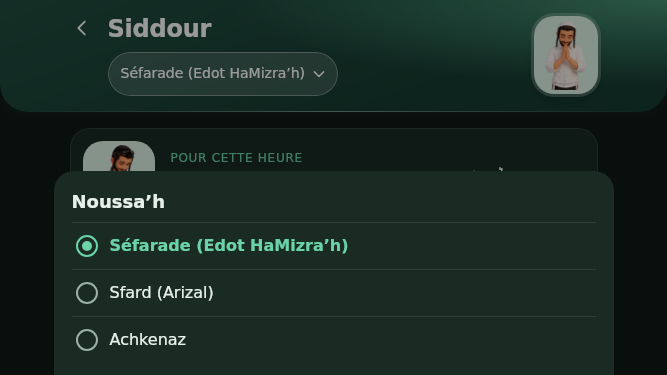 Siddour
Séfarade (Edot HaMizra’h)
POUR CETTE HEURE
Noussa’h
Séfarade (Edot HaMizra’h)
Sfard (Arizal)
Achkenaz